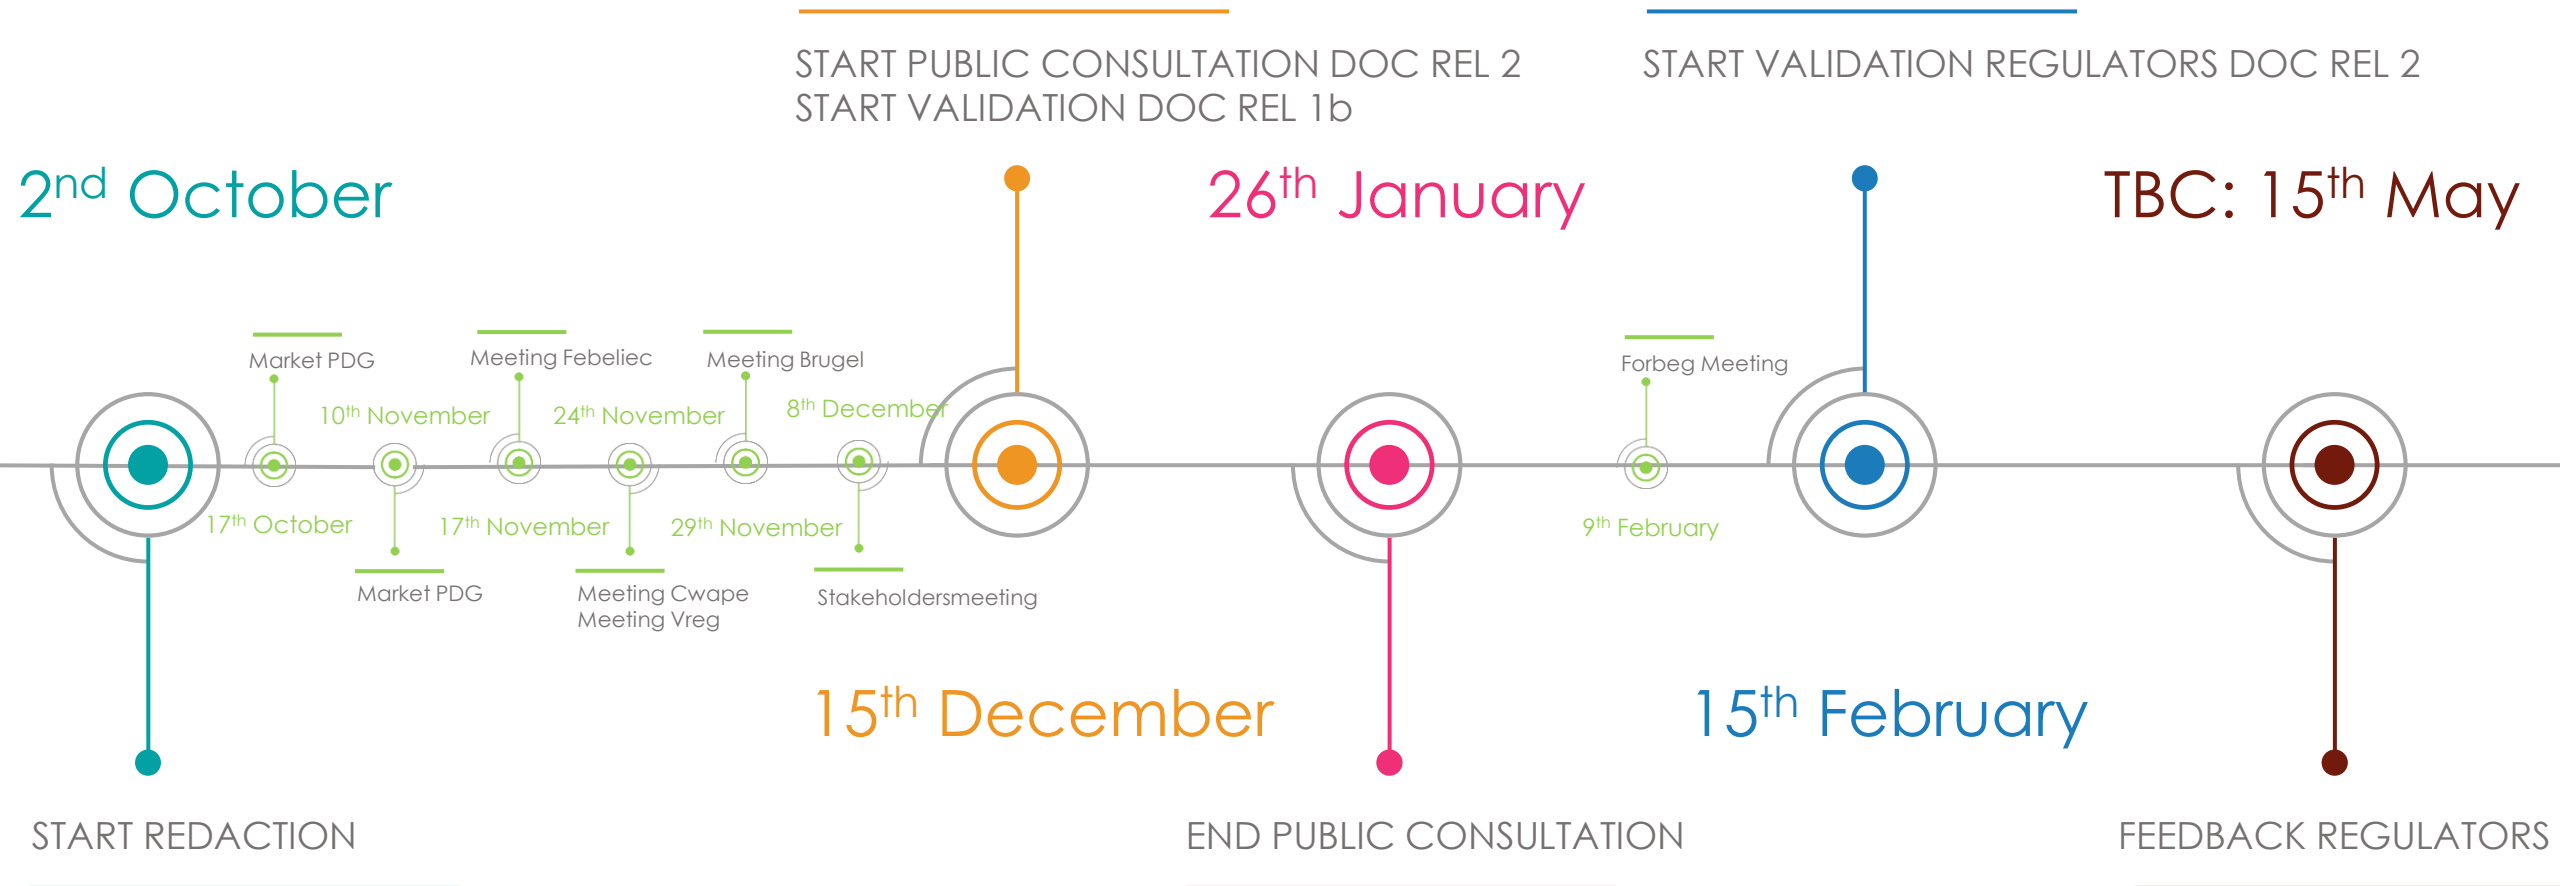 START PUBLIC CONSULTATION DOC REL 2
START VALIDATION DOC REL 1b
START VALIDATION REGULATORS DOC REL 2
2nd October
26th January
TBC: 15th May
Market PDG
Meeting Febeliec
Meeting Brugel
Forbeg Meeting
10th November
24th November
8th December
17th October
17th November
29th November
9th February
Market PDG
Meeting Cwape
Meeting Vreg
Stakeholdersmeeting
15th December
15th February
START REDACTION
END PUBLIC CONSULTATION
FEEDBACK REGULATORS